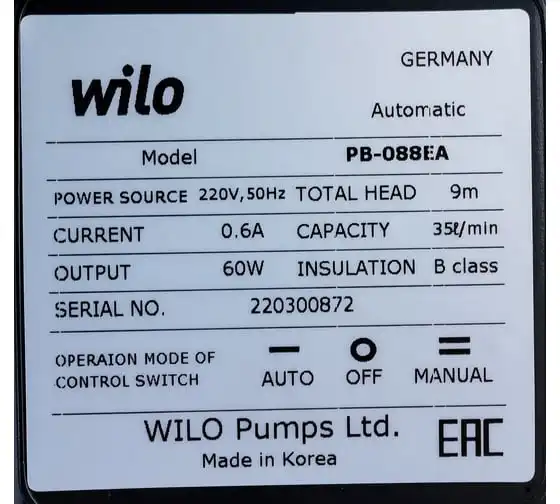 GERMANY
wilo
Automatic
Model PB-088EA
POWER SOURCE 220V,50Hz TOTAL HEAD 9m
CURRENT 0.6A CAPACITY 35ℓ/min
OUTPUT 60W INSULATION B class
SERIAL NO. 220300872
OPERAION MODE OF
CONTROL SWITCH AUTO OFF MANUAL
WILO Pumps Ltd.
Made in Korea
EAC